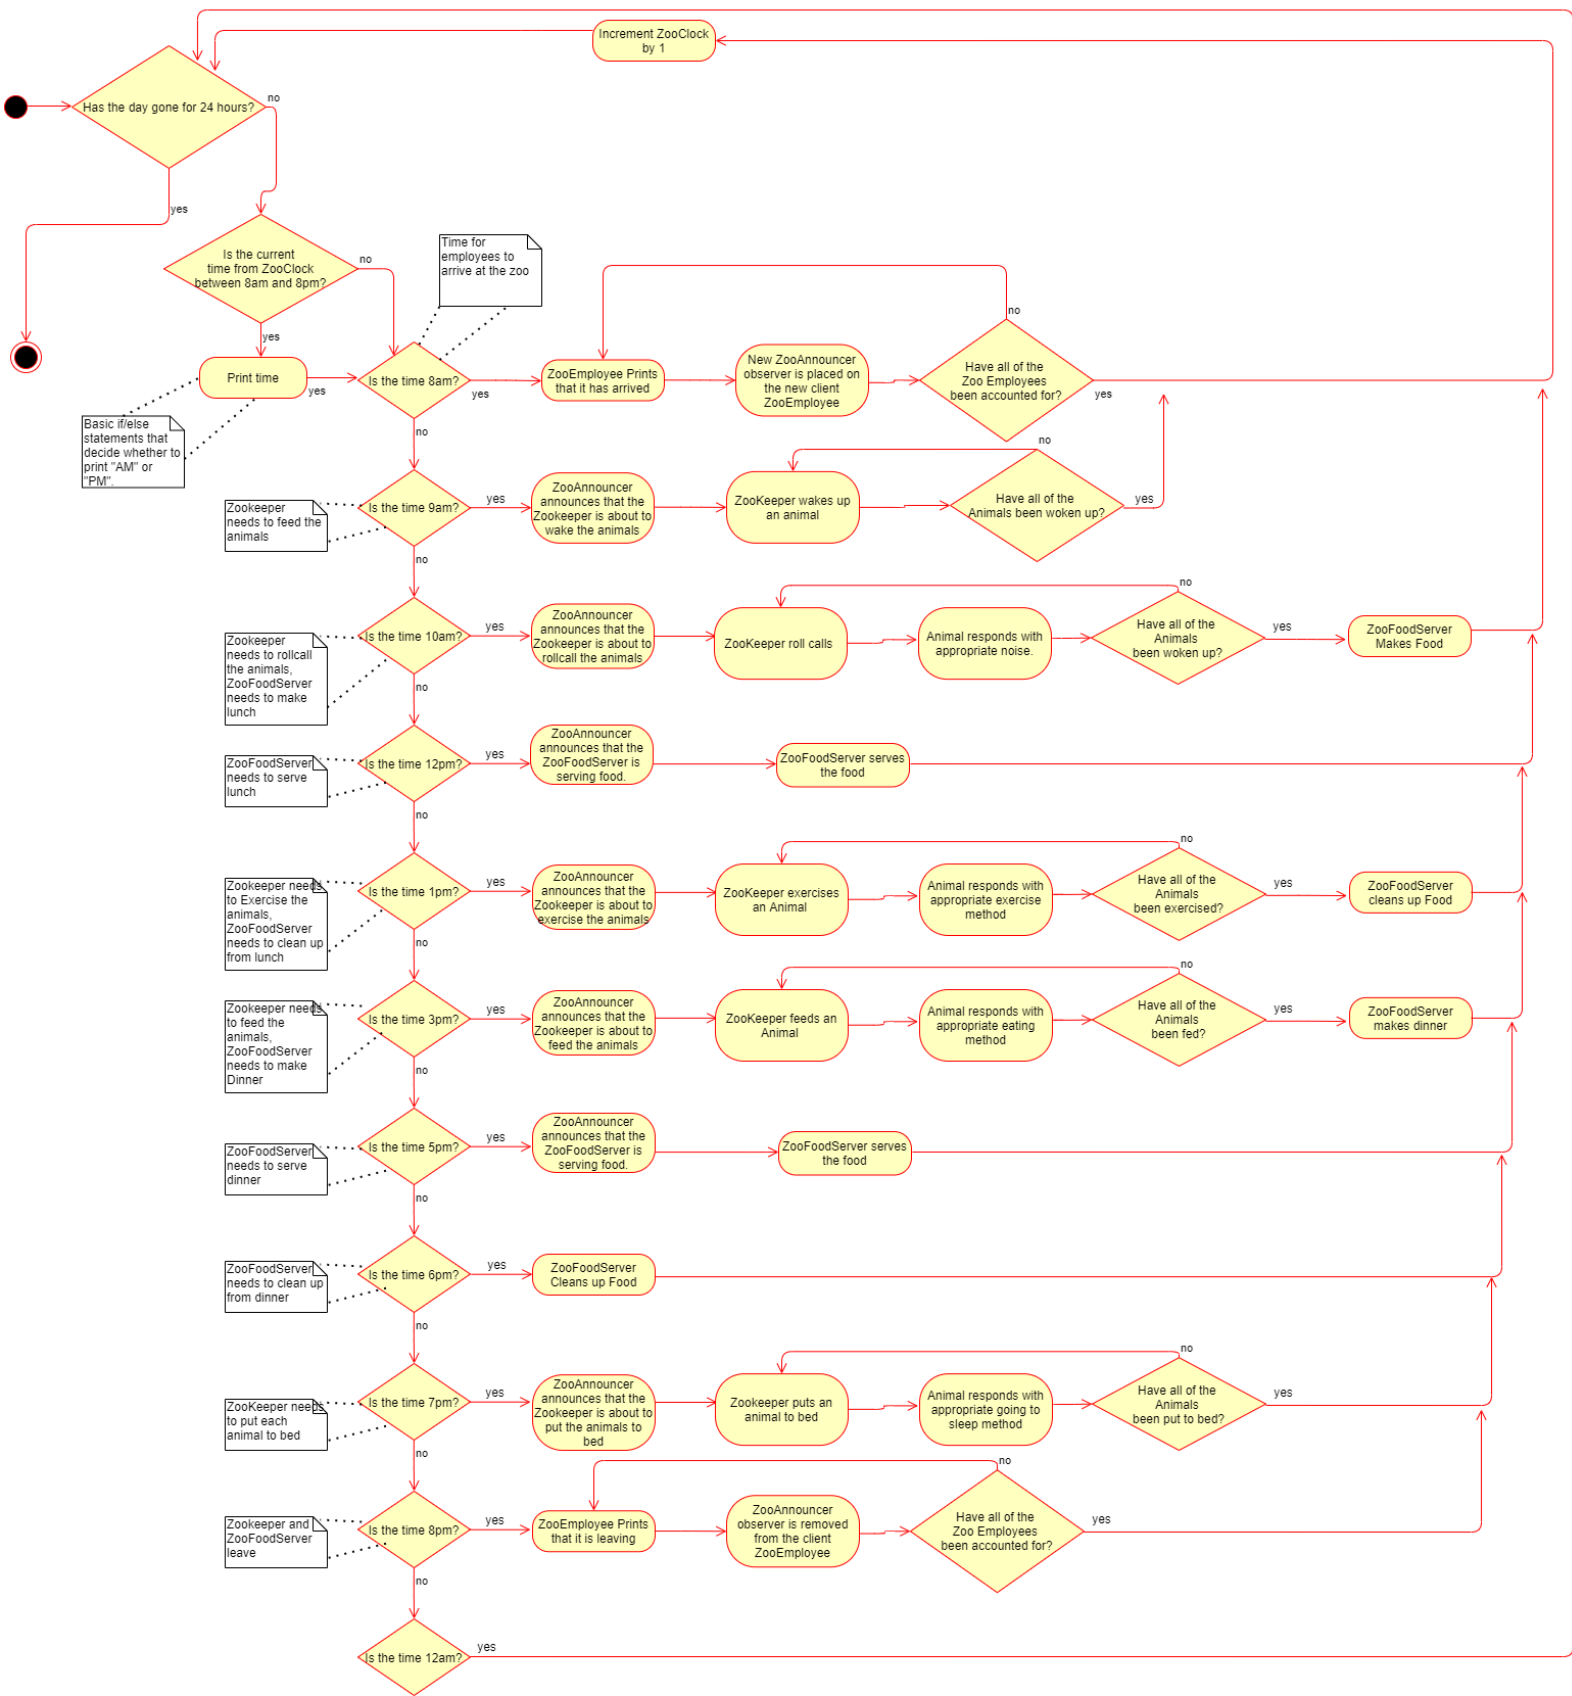 Increment ZooClock
by 1
Has the day gone for 24 hours?
no
yes
Is the current
time from ZooClock
between 8am and 8pm?
no
yes
Time for
employees to
arrive at the zoo
Print time
yes
Basic if/else
statements that
decide whether to
print "AM" or
"PM".
Is the time 8am?
yes
no
ZooEmployee Prints
that it has arrived
New ZooAnnouncer
observer is placed on
the new client
ZooEmployee
Have all of the
Zoo Employees
been accounted for?
no
yes
Zookeeper
needs to feed the
animals
Is the time 9am?
yes
no
ZooAnnouncer
announces that the
Zookeeper is about to
wake the animals
ZooKeeper wakes up
an animal
Have all of the
Animals been woken up?
no
yes
Zookeeper
needs to rollcall
the animals,
ZooFoodServer
needs to make
lunch
Is the time 10am?
yes
no
ZooAnnouncer
announces that the
Zookeeper is about to
rollcall the animals
ZooKeeper roll calls
Animal responds with
appropriate noise.
Have all of the
Animals
been woken up?
no
yes
ZooFoodServer
Makes Food
ZooFoodServer
needs to serve
lunch
Is the time 12pm?
yes
no
ZooAnnouncer
announces that the
ZooFoodServer is
serving food.
ZooFoodServer serves
the food
Zookeeper needs
to Exercise the
animals,
ZooFoodServer
needs to clean up
from lunch
Is the time 1pm?
yes
no
ZooAnnouncer
announces that the
Zookeeper is about to
exercise the animals
ZooKeeper exercises
an Animal
Animal responds with
appropriate exercise
method
Have all of the
Animals
been exercised?
no
yes
ZooFoodServer
cleans up Food
Zookeeper needs
to feed the
animals,
ZooFoodServer
needs to make
Dinner
Is the time 3pm?
yes
no
ZooAnnouncer
announces that the
Zookeeper is about to
feed the animals
ZooKeeper feeds an
Animal
Animal responds with
appropriate eating
method
Have all of the
Animals
been fed?
no
yes
ZooFoodServer
makes dinner
ZooFoodServer
needs to serve
dinner
Is the time 5pm?
yes
no
ZooAnnouncer
announces that the
ZooFoodServer is
serving food.
ZooFoodServer serves
the food
ZooFoodServer
needs to clean up
from dinner
Is the time 6pm?
yes
no
ZooFoodServer
Cleans up Food
ZooKeeper needs
to put each
animal to bed
Is the time 7pm?
yes
no
ZooAnnouncer
announces that the
Zookeeper is about to
put the animals to
bed
Zookeeper puts an
animal to bed
Animal responds with
appropriate going to
sleep method
Have all of the
Animals
been put to bed?
no
yes
Zookeeper and
ZooFoodServer
leave
Is the time 8pm?
yes
no
ZooEmployee Prints
that it is leaving
ZooAnnouncer
observer is removed
from the client
ZooEmployee
Have all of the
Zoo Employees
been accounted for?
no
yes
Is the time 12am?
yes